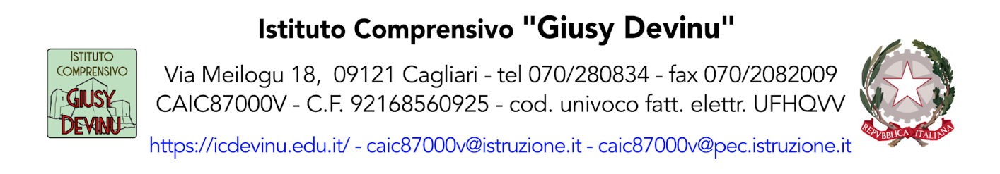 Istituto Comprensivo "Giusy Devinu"
ISTITUTO
COMPRENSIVO
GIUSY
DEVINU
Via Meilogu 18, 09121 Cagliari - tel 070/280834 - fax 070/2082009
CAIC87000V - C.F. 92168560925 - cod. univoco fatt. elettr. UFHQVV
https://icdevinu.edu.it/ - caic87000v@istruzione.it - caic87000v@pec.istruzione.it
REPVBBLICA ITALIANA